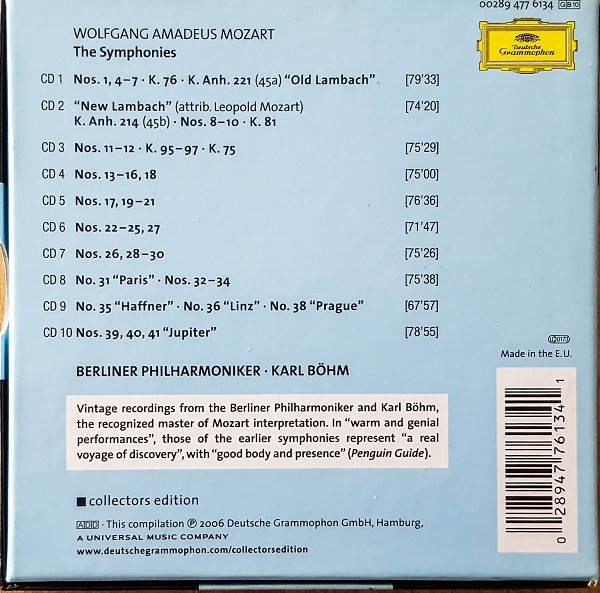 00289 477 6134 GB 10
Deutsche
Grammophon
WOLFGANG AMADEUS MOZART
The Symphonies
CD 1 Nos. 1, 4–7 · K. 76 · K. Anh. 221 (45a) “Old Lambach” [79’33]
CD 2 “New Lambach” (attrib. Leopold Mozart) [74’20]
K. Anh. 214 (45b) · Nos. 8–10 · K. 81
CD 3 Nos. 11–12 · K. 95–97 · K. 75 [75’29]
CD 4 Nos. 13–16, 18 [75’00]
CD 5 Nos. 17, 19–21 [76’36]
CD 6 Nos. 22–25, 27 [71’47]
CD 7 Nos. 26, 28–30 [75’26]
CD 8 No. 31 “Paris” · Nos. 32–34 [75’38]
CD 9 No. 35 “Haffner” · No. 36 “Linz” · No. 38 “Prague” [67’57]
CD 10 Nos. 39, 40, 41 “Jupiter” [78’55]
Made in the E.U.
BERLINER PHILHARMONIKER · KARL BÖHM
Vintage recordings from the Berliner Philharmoniker and Karl Böhm,
the recognized master of Mozart interpretation. In “warm and genial
performances”, those of the earlier symphonies represent “a real
voyage of discovery”, with “good body and presence” (Penguin Guide).
0 28947 76134 1
collectors edition
ADD · This compilation ℗ 2006 Deutsche Grammophon GmbH, Hamburg,
A UNIVERSAL MUSIC COMPANY
www.deutschegrammophon.com/collectorsedition